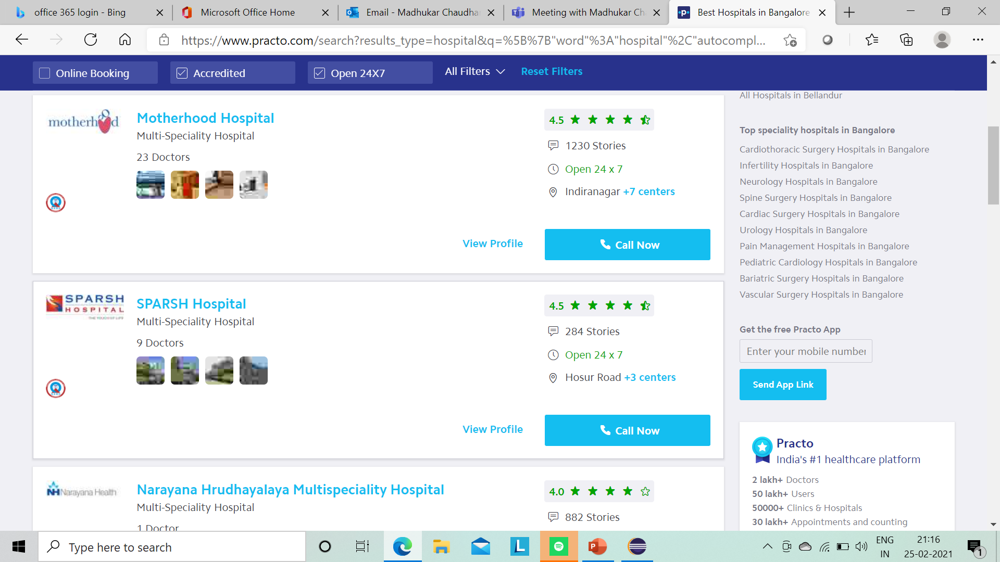 office 365 login - Bing
Microsoft Office Home
Email - Madhukar Chaudha
Meeting with Madhukar Ch
Best Hospitals in Bangalore
https://www.practo.com/search?results_type=hospital&q=%5B%7B"word"%3A"hospital"%2C"autocompl...
Online Booking
Accredited
Open 24X7
All Filters
Reset Filters
motherhood
Motherhood Hospital
Multi-Speciality Hospital
23 Doctors
4.5
1230 Stories
Open 24 x 7
Indiranagar +7 centers
View Profile
Call Now
SPARSH
HOSPITAL
THE TOUCH OF LIFE
SPARSH Hospital
Multi-Speciality Hospital
9 Doctors
4.5
284 Stories
Open 24 x 7
Hosur Road +3 centers
View Profile
Call Now
NH Narayana Health
Narayana Hrudhayalaya Multispeciality Hospital
Multi-Speciality Hospital
1 Doctor
4.0
882 Stories
All Hospitals in Bellandur
Top speciality hospitals in Bangalore
Cardiothoracic Surgery Hospitals in Bangalore
Infertility Hospitals in Bangalore
Neurology Hospitals in Bangalore
Spine Surgery Hospitals in Bangalore
Cardiac Surgery Hospitals in Bangalore
Urology Hospitals in Bangalore
Pain Management Hospitals in Bangalore
Pediatric Cardiology Hospitals in Bangalore
Bariatric Surgery Hospitals in Bangalore
Vascular Surgery Hospitals in Bangalore
Get the free Practo App
Enter your mobile number
Send App Link
Practo
India's #1 healthcare platform
2 lakh+ Doctors
50 lakh+ Users
50000+ Clinics & Hospitals
30 lakh+ Appointments and counting
Type here to search
ENG
IN
21:16
25-02-2021
1